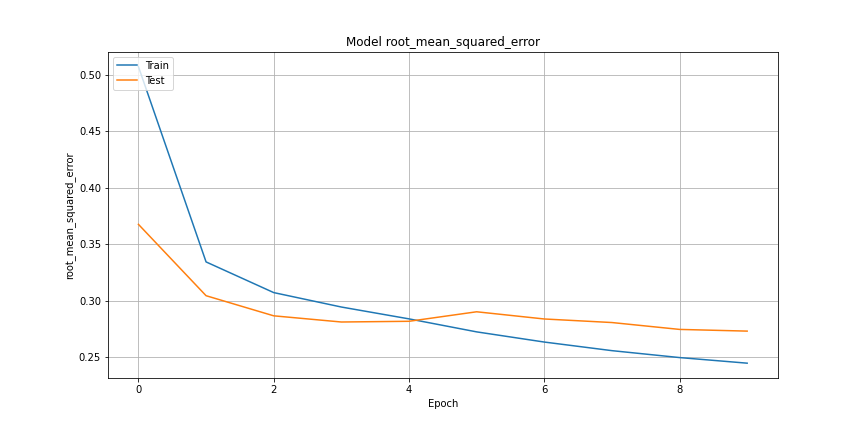 Model root_mean_squared_error
Train
Test
0.50
0.45
0.40
0.35
0.30
0.25
root_mean_squared_error
0 2 4 6 8
Epoch